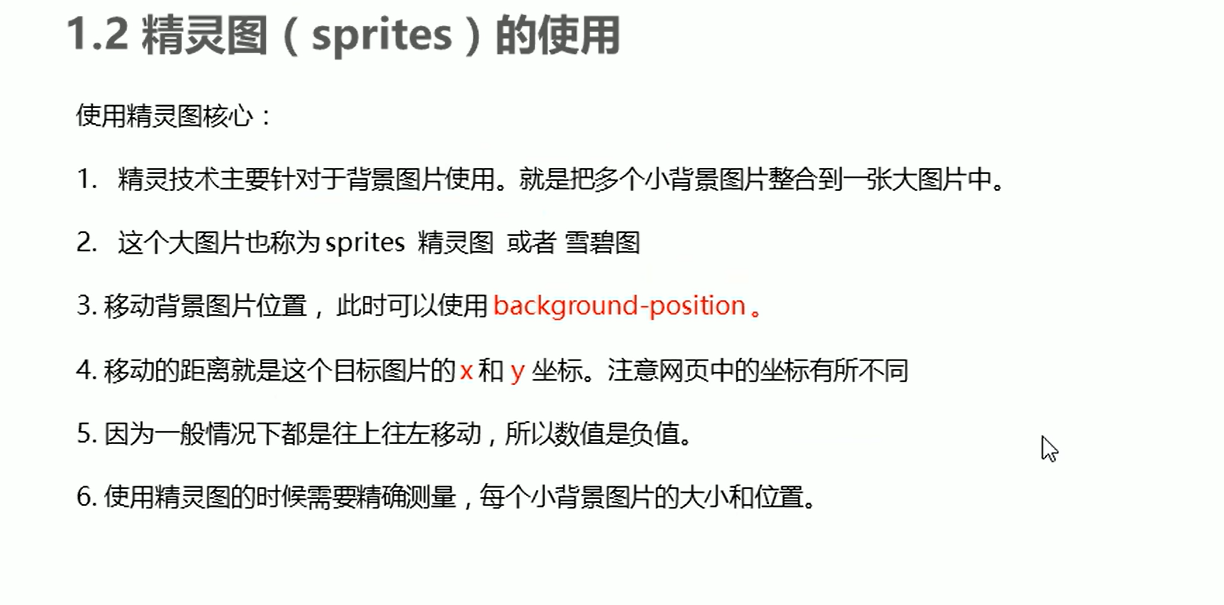 1.2 精灵图（sprites）的使用
使用精灵图核心：
1. 精灵技术主要针对于背景图片使用。就是把多个小背景图片整合到一张大图片中。
2. 这个大图片也称为 sprites 精灵图 或者 雪碧图
3. 移动背景图片位置， 此时可以使用 background-position 。
4. 移动的距离就是这个目标图片的 x 和 y 坐标。注意网页中的坐标有所不同
5. 因为一般情况下都是往上往左移动，所以数值是负值。
6. 使用精灵图的时候需要精确测量，每个小背景图片的大小和位置。